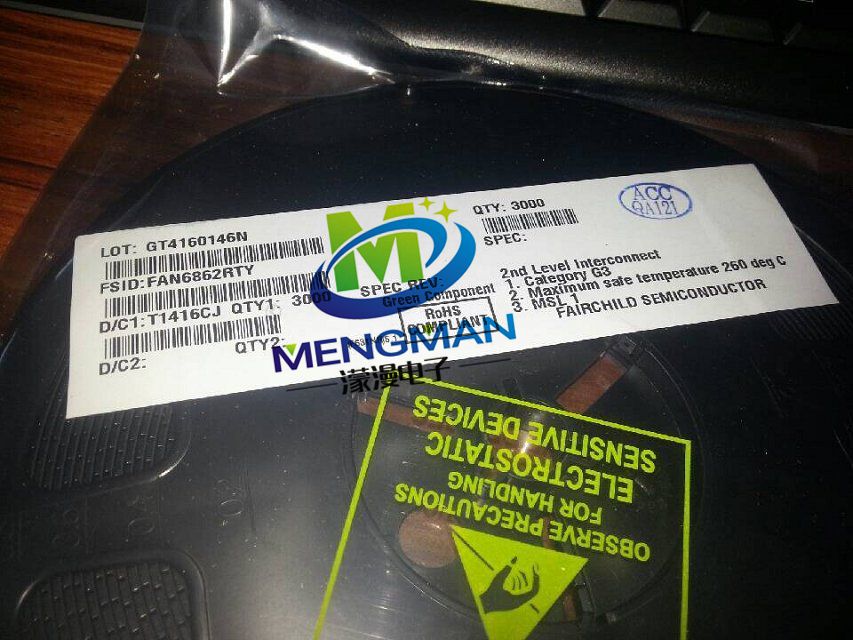 LOT: GT4160146N
FSID:FAN6862RTY
D/C1:T1416CJ QTY1: 3000
D/C2: QTY2:
SPEC REV:
Green Component
RoHS
COMPLIANT
QTY: 3000
SPEC:
2nd Level Interconnect
1. Category G3
2. Maximum safe temperature 260 deg C
3. MSL 1
FAIRCHILD SEMICONDUCTOR
ACC
QA121
M
MENGMAN
濛漫电子
OBSERVE PRECAUTIONS
FOR HANDLING
ELECTROSTATIC
SENSITIVE DEVICES